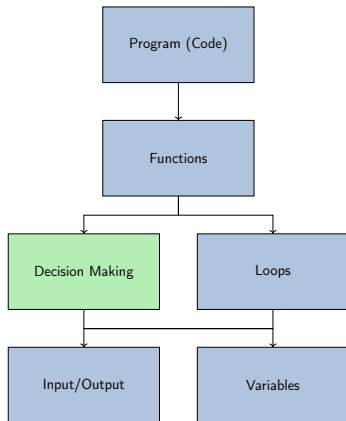 Program (Code)
Functions
Decision Making
Loops
Input/Output
Variables